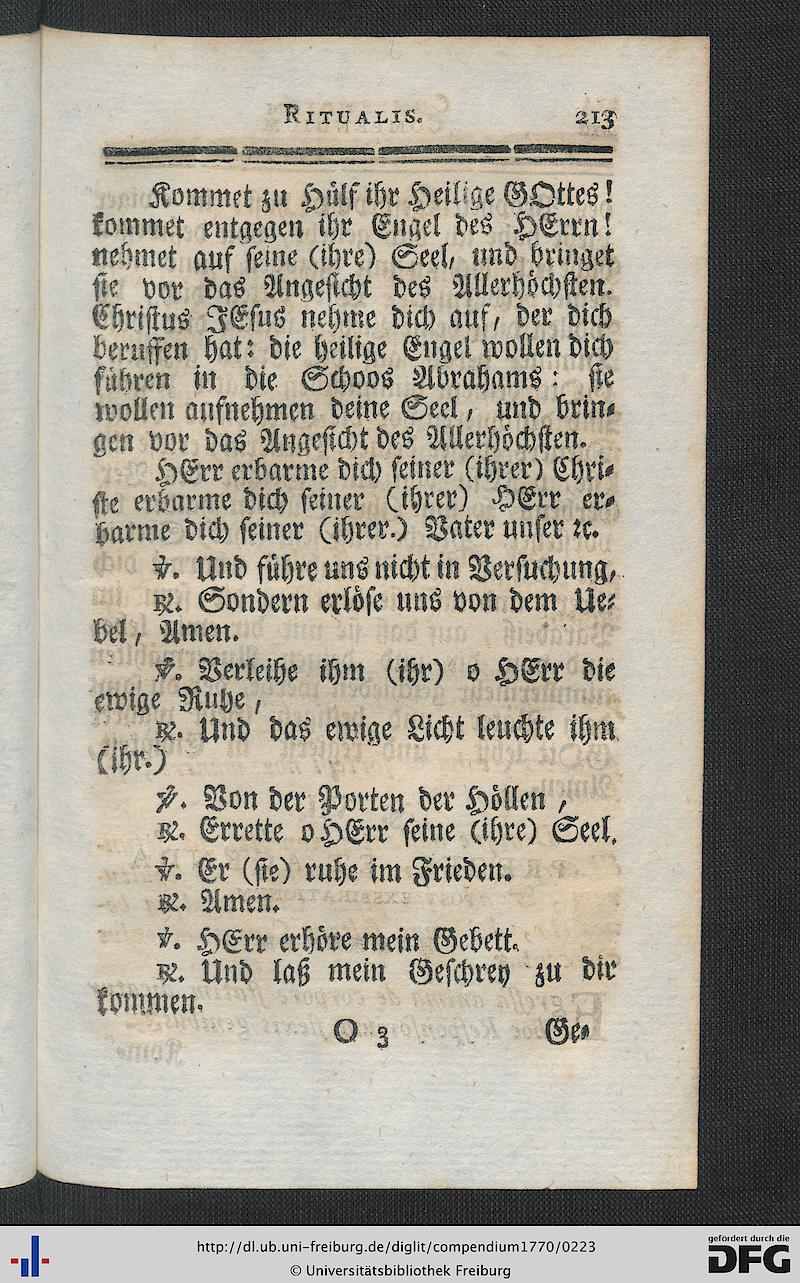 RITUALIS. 213
Kommet zu Hülf ihr Heilige GOttes!
kommet entgegen ihr Engel des HErrn!
nehmet auf seine (ihre) Seel, und bringet
sie vor das Angesicht des Allerhöchsten.
Christus JEsus nehme dich auf, der dich
beruffen hat: die heilige Engel wollen dich
führen in die Schoos Abrahams: sie
wollen aufnehmen deine Seel, und brin-
gen vor das Angesicht des Allerhöchsten.
HErr erbarme dich seiner (ihrer) Chri-
ste erbarme dich seiner (ihrer) HErr er-
barme dich seiner (ihrer.) Vater unser ꝛc.
℣. Und führe uns nicht in Versuchung,
℟. Sondern erlöse uns von dem Ue-
bel, Amen.
℣. Verleihe ihm (ihr) o HErr die
ewige Ruhe,
℟. Und das ewige Licht leuchte ihm
(ihr.)
℣. Von der Porten der Höllen,
℟. Errette o HErr seine (ihre) Seel.
℣. Er (sie) ruhe im Frieden.
℟. Amen.
℣. HErr erhöre mein Gebett.
℟. Und laß mein Geschrey zu dir
kommen.
O 3 Ge-
http://dl.ub.uni-freiburg.de/diglit/compendium1770/0223
© Universitätsbibliothek Freiburg
gefördert durch die
DFG